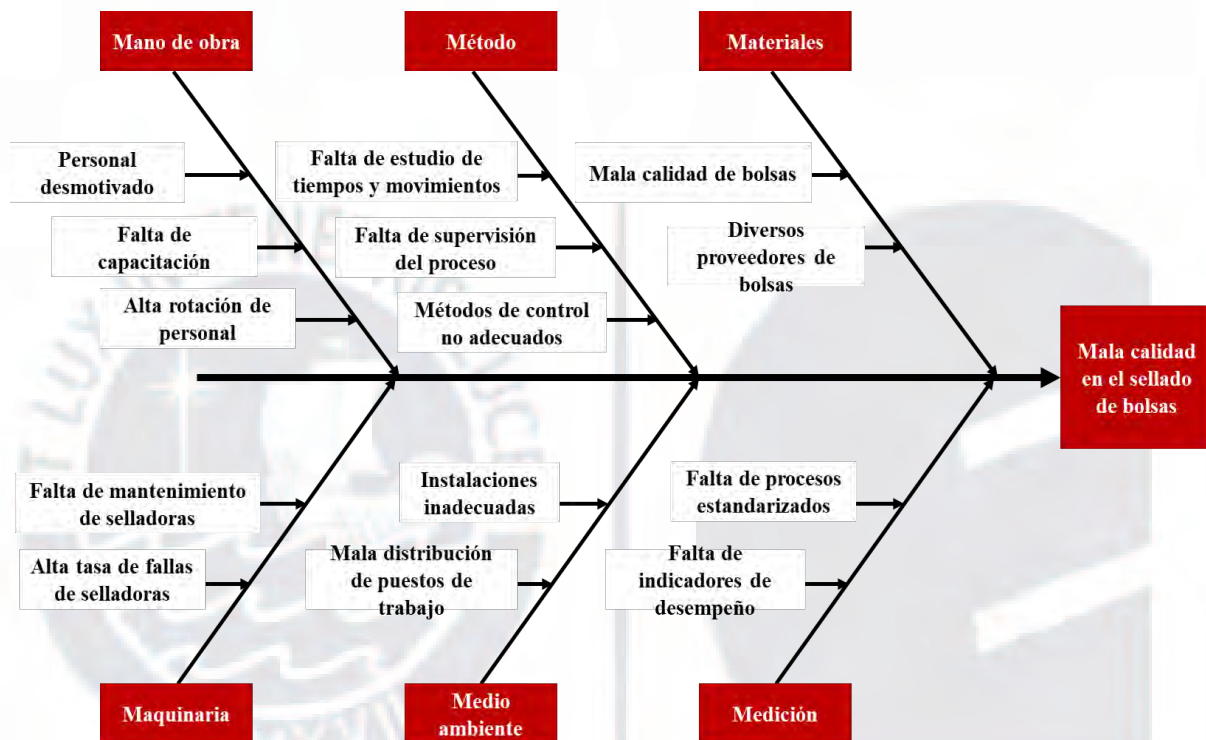 Mano de obra
Método
Materiales
Personal
desmotivado
Falta de estudio de
tiempos y movimientos
Mala calidad de bolsas
Falta de
capacitación
Falta de supervisión
del proceso
Diversos
proveedores de
bolsas
Alta rotación de
personal
Métodos de control
no adecuados
Mala calidad
en el sellado
de bolsas
Falta de mantenimiento
de selladoras
Instalaciones
inadecuadas
Falta de procesos
estandarizados
Alta tasa de fallas
de selladoras
Mala distribución
de puestos de
trabajo
Falta de
indicadores de
desempeño
Maquinaria
Medio
ambiente
Medición